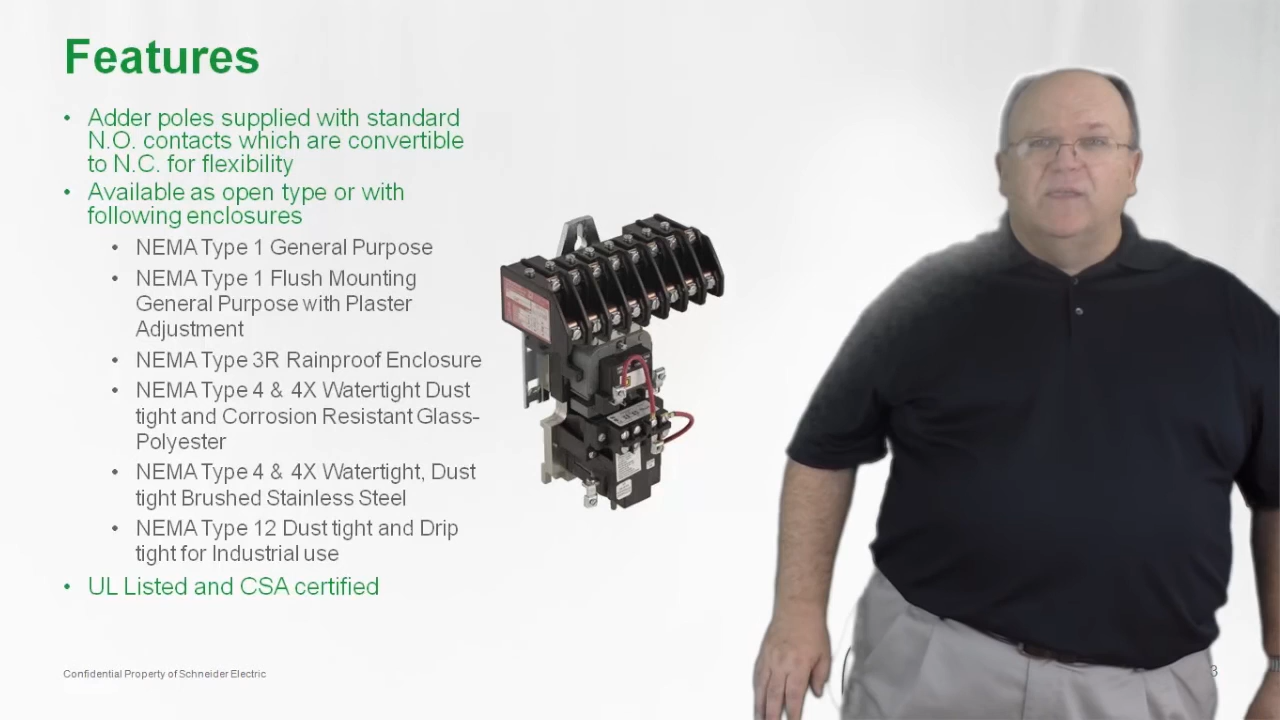 Features
• Adder poles supplied with standard
N.O. contacts which are convertible
to N.C. for flexibility
• Available as open type or with
following enclosures
• NEMA Type 1 General Purpose
• NEMA Type 1 Flush Mounting
General Purpose with Plaster
Adjustment
• NEMA Type 3R Rainproof Enclosure
• NEMA Type 4 & 4X Watertight Dust
tight and Corrosion Resistant Glass-
Polyester
• NEMA Type 4 & 4X Watertight, Dust
tight Brushed Stainless Steel
• NEMA Type 12 Dust tight and Drip
tight for Industrial use
• UL Listed and CSA certified
Confidential Property of Schneider Electric
3